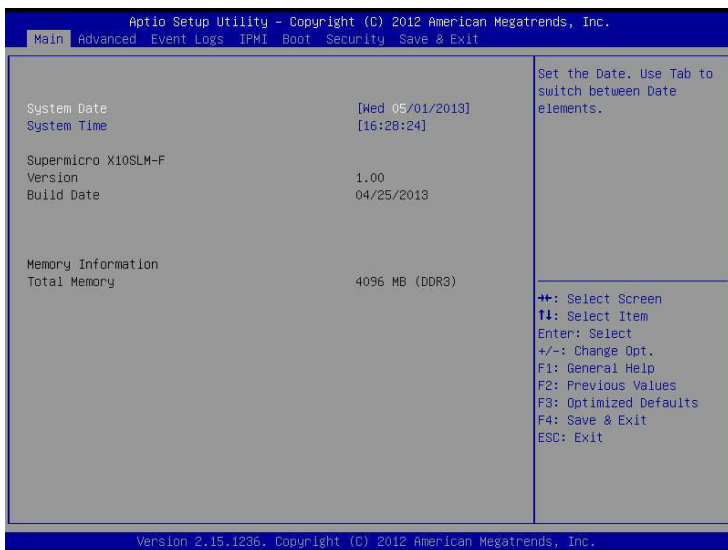 Aptio Setup Utility – Copyright (C) 2012 American Megatrends, Inc.
Main Advanced Event Logs IPMI Boot Security Save & Exit
System Date [Wed 05/01/2013]
System Time [16:28:24]
Supermicro X10SLM-F
Version 1.00
Build Date 04/25/2013
Memory Information
Total Memory 4096 MB (DDR3)
Set the Date. Use Tab to
switch between Date
elements.
→←: Select Screen
↑↓: Select Item
Enter: Select
+/-: Change Opt.
F1: General Help
F2: Previous Values
F3: Optimized Defaults
F4: Save & Exit
ESC: Exit
Version 2.15.1236. Copyright (C) 2012 American Megatrends, Inc.